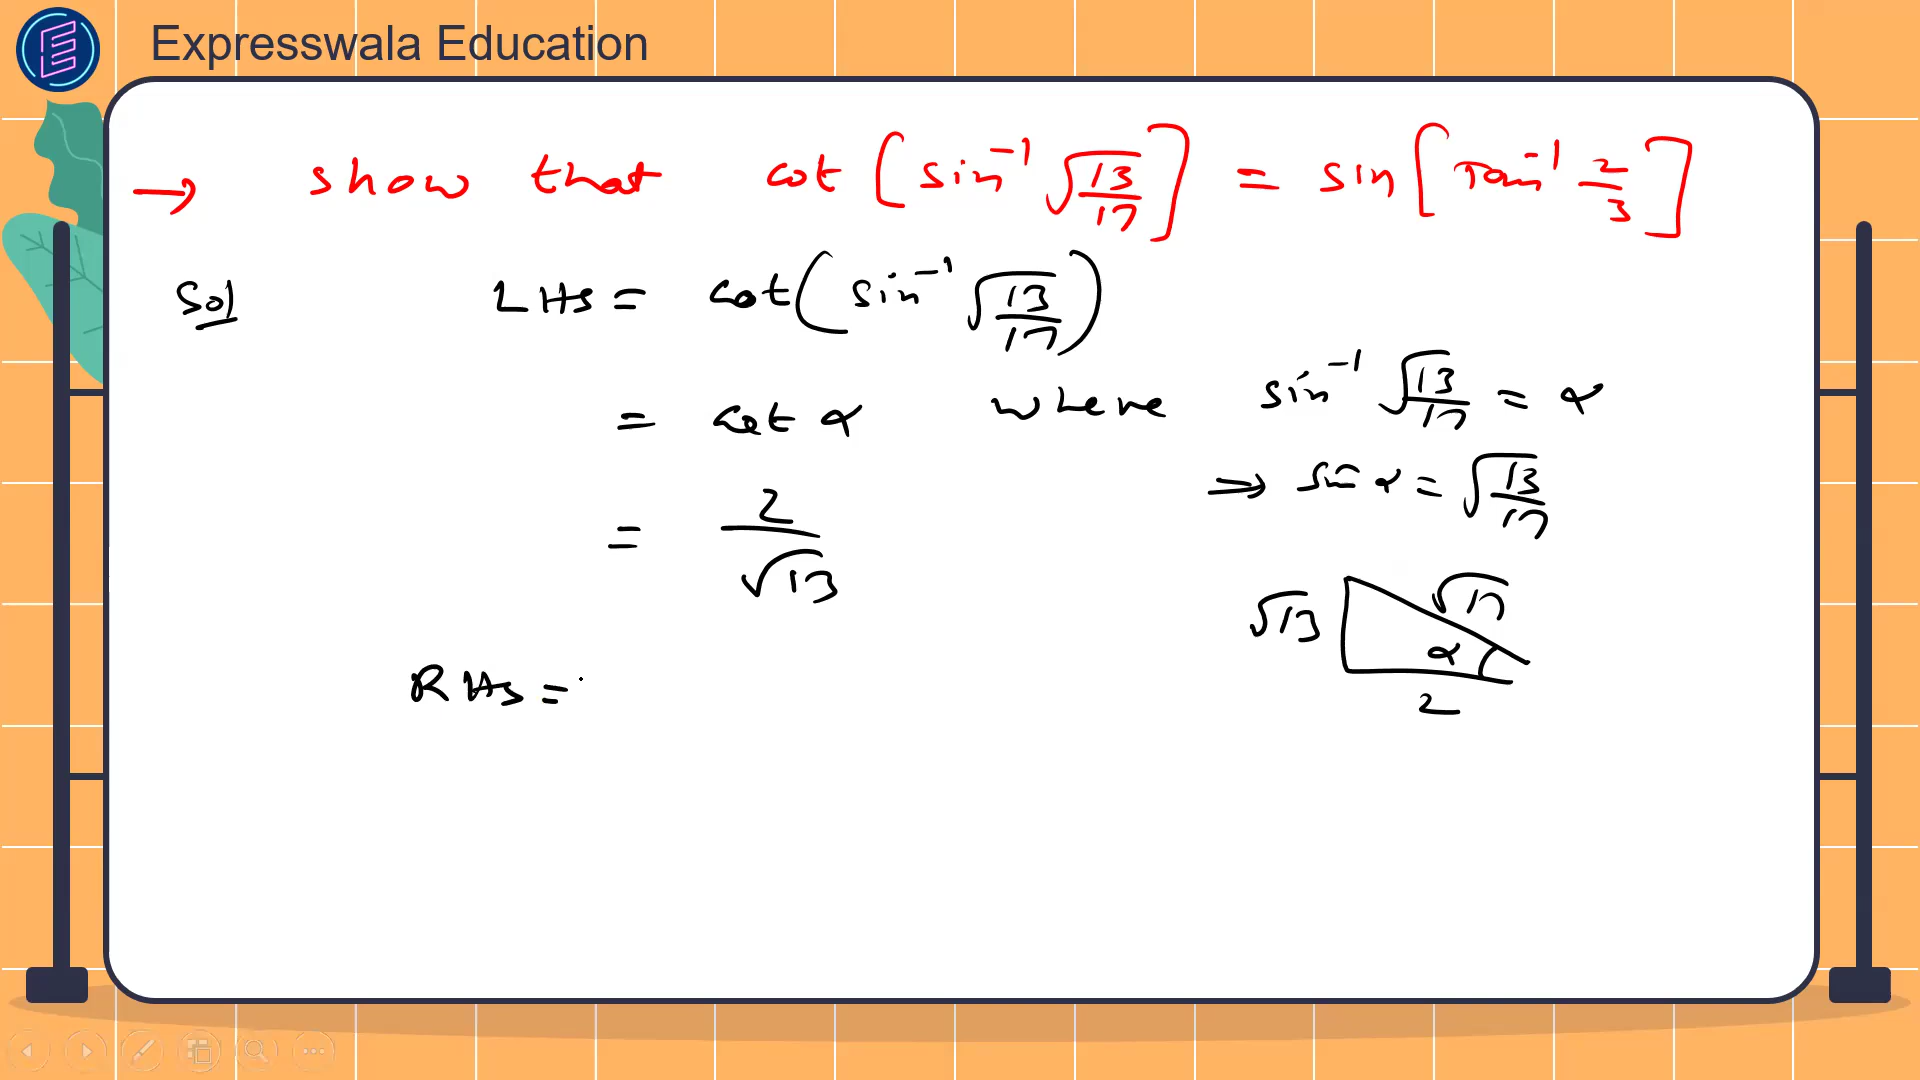 Expresswala Education
→ show that cot [sin⁻¹ √(13/17)] = sin [Tan⁻¹ 2/3]
Sol LHS = cot (sin⁻¹ √(13/17))
= cot α where sin⁻¹ √(13/17) = α
⇒ sin α = √(13/17)
= 2/√13
√13 √17
α
2
RHS =